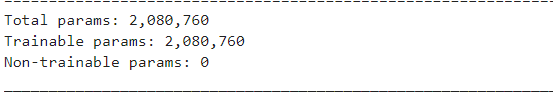 Total params: 2,080,760
Trainable params: 2,080,760
Non-trainable params: 0